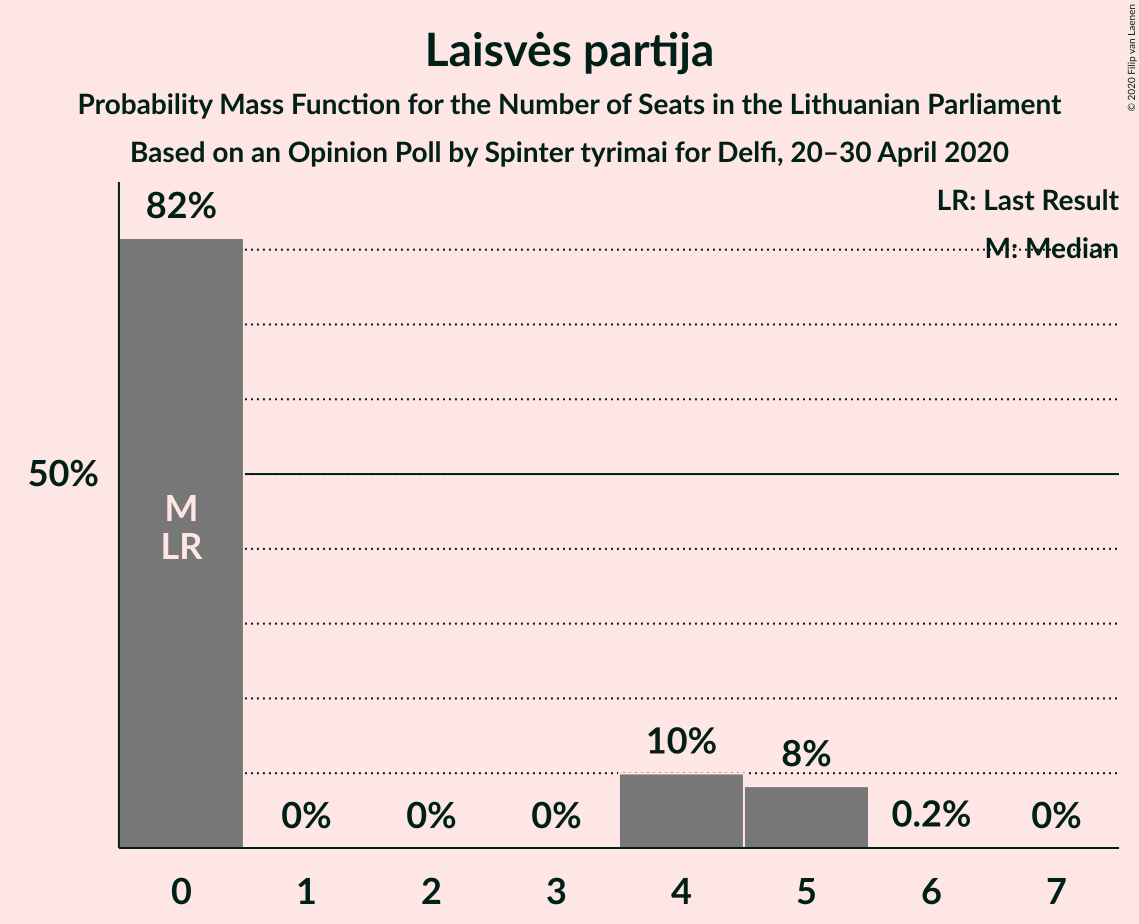 Laisvės partija
Probability Mass Function for the Number of Seats in the Lithuanian Parliament
Based on an Opinion Poll by Spinter tyrimai for Delfi, 20–30 April 2020
© 2020 Filip van Laenen
LR: Last Result
M: Median
82%
50%
M
LR
0%
0%
0%
10%
8%
0.2%
0%
0
1
2
3
4
5
6
7